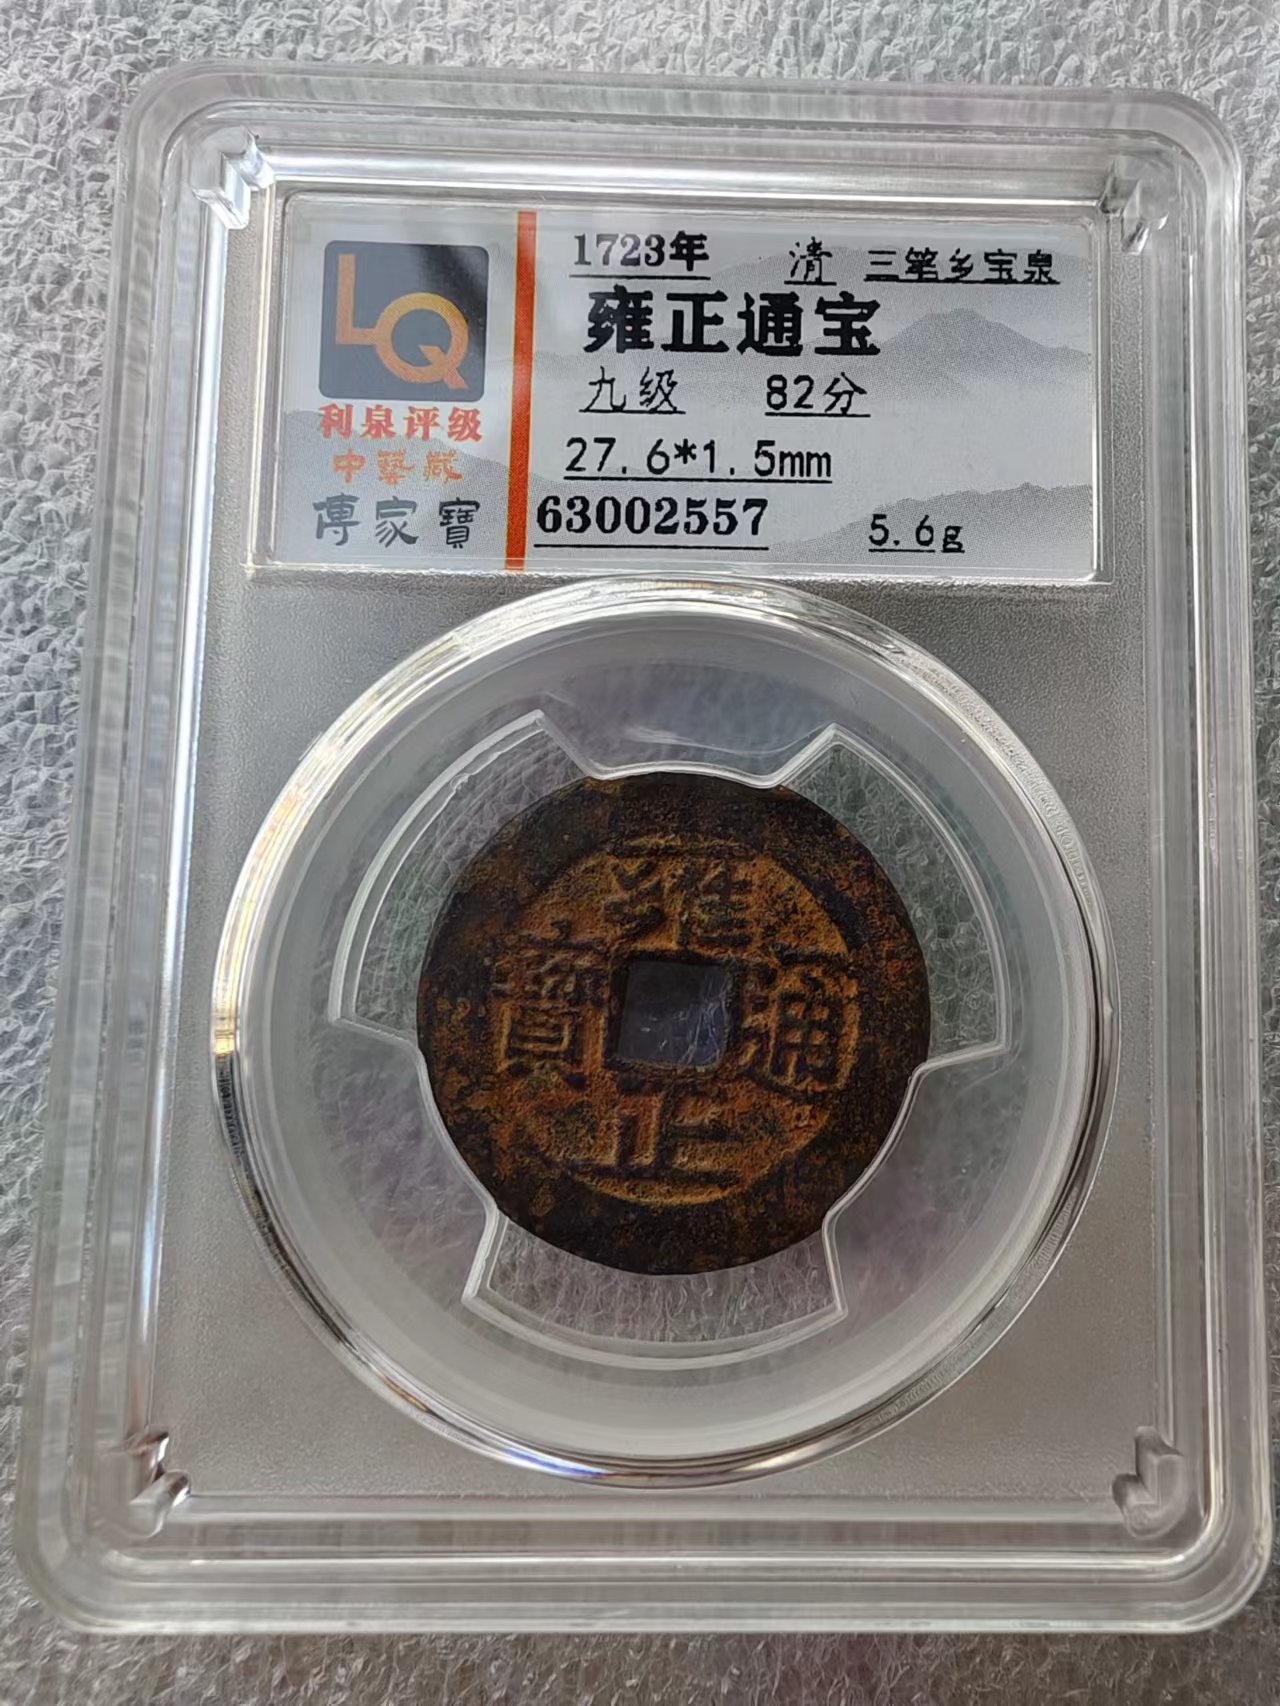 LQ
利泉评级
中藝藏
傳家寶
1723年 清 三笔乡宝泉
雍正通宝
九级 82分
27.6*1.5mm
63002557 5.6g
雍
寶 通
正